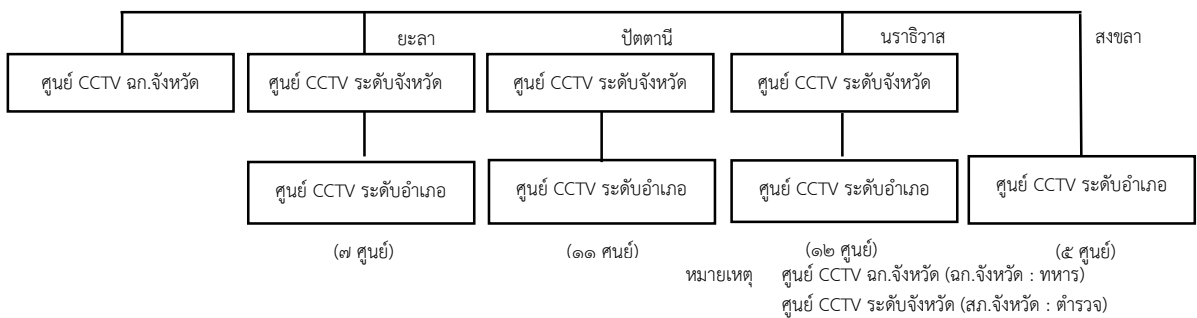 ยะลา ปัตตานี นราธิวาส สงขลา
ศูนย์ CCTV ฉก.จังหวัด ศูนย์ CCTV ระดับจังหวัด ศูนย์ CCTV ระดับจังหวัด ศูนย์ CCTV ระดับจังหวัด
ศูนย์ CCTV ระดับอำเภอ ศูนย์ CCTV ระดับอำเภอ ศูนย์ CCTV ระดับอำเภอ ศูนย์ CCTV ระดับอำเภอ
(๗ ศูนย์) (๑๑ ศูนย์) (๑๒ ศูนย์) (๕ ศูนย์)
หมายเหตุ ศูนย์ CCTV ฉก.จังหวัด (ฉก.จังหวัด : ทหาร)
ศูนย์ CCTV ระดับจังหวัด (สภ.จังหวัด : ตำรวจ)